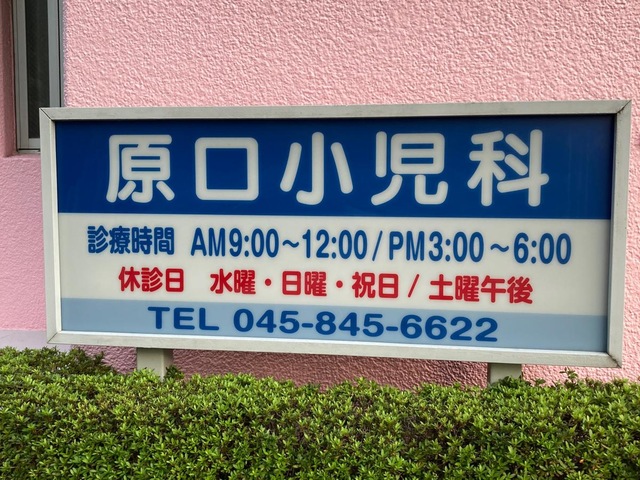 原口小児科
診療時間 AM9:00~12:00/PM3:00~6:00
休診日 水曜・日曜・祝日/土曜午後
TEL 045-845-6622